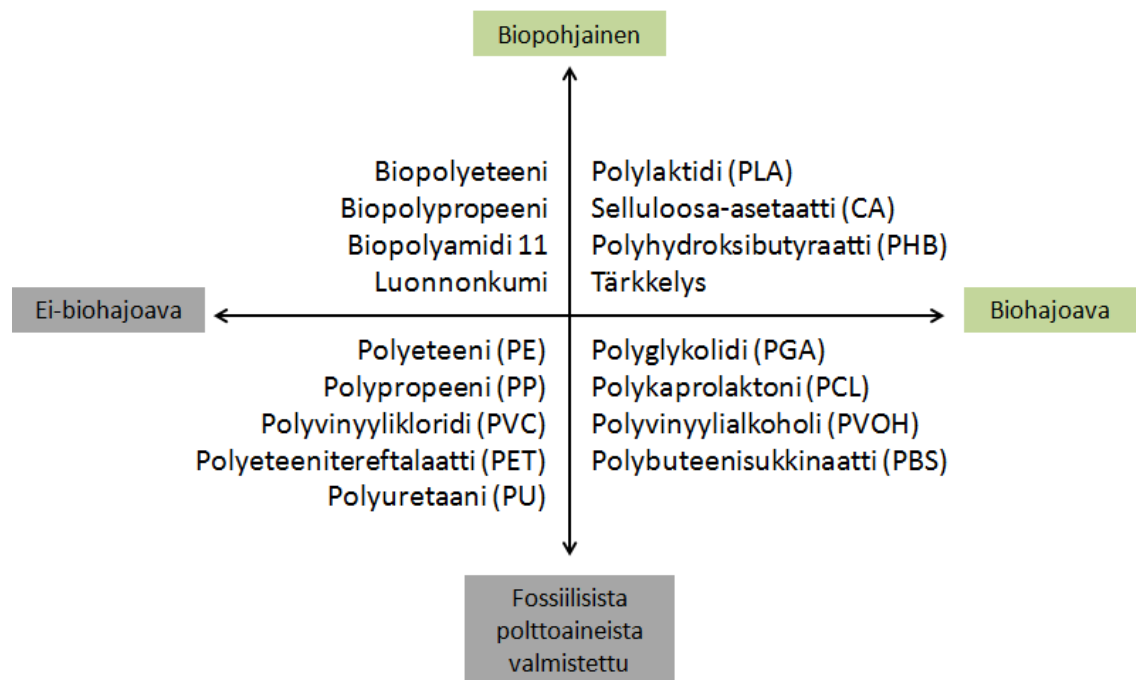 Biopohjainen
Biopolyeteeni
Biopolypropeeni
Biopolyamidi 11
Luonnonkumi
Polylaktidi (PLA)
Selluloosa-asetaatti (CA)
Polyhydroksibutyraatti (PHB)
Tärkkelys
Ei-biohajoava
Biohajoava
Polyeteeni (PE)
Polypropeeni (PP)
Polyvinyylikloridi (PVC)
Polyeteenitereftalaatti (PET)
Polyuretaani (PU)
Polyglykolidi (PGA)
Polykaprolaktoni (PCL)
Polyvinyylialkoholi (PVOH)
Polybuteenisukkinaatti (PBS)
Fossiilisista
polttoaineista
valmistettu